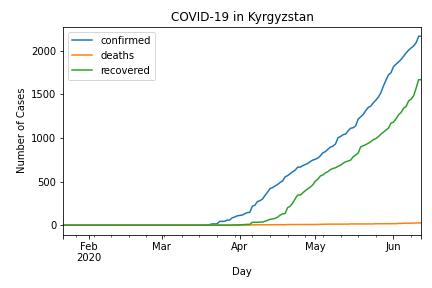 COVID-19 in Kyrgyzstan
confirmed
deaths
recovered
Number of Cases
2000
1500
1000
500
0
Feb
2020
Mar
Apr
May
Jun
Day